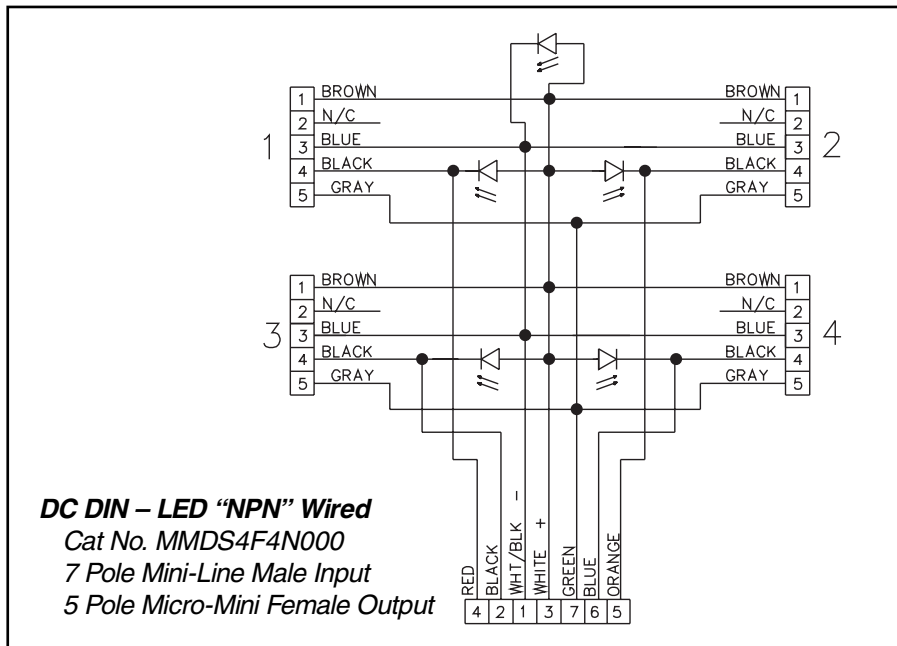 1 BROWN BROWN 1
2 N/C N/C 2
1 3 BLUE BLUE 3 2
4 BLACK BLACK 4
5 GRAY GRAY 5
1 BROWN BROWN 1
2 N/C N/C 2
3 3 BLUE BLUE 3 4
4 BLACK BLACK 4
5 GRAY GRAY 5
DC DIN – LED “NPN” Wired
Cat No. MMDS4F4N000
7 Pole Mini-Line Male Input
5 Pole Micro-Mini Female Output
RED BLACK WHT/BLK - WHITE + GREEN BLUE ORANGE
4 2 1 3 7 6 5